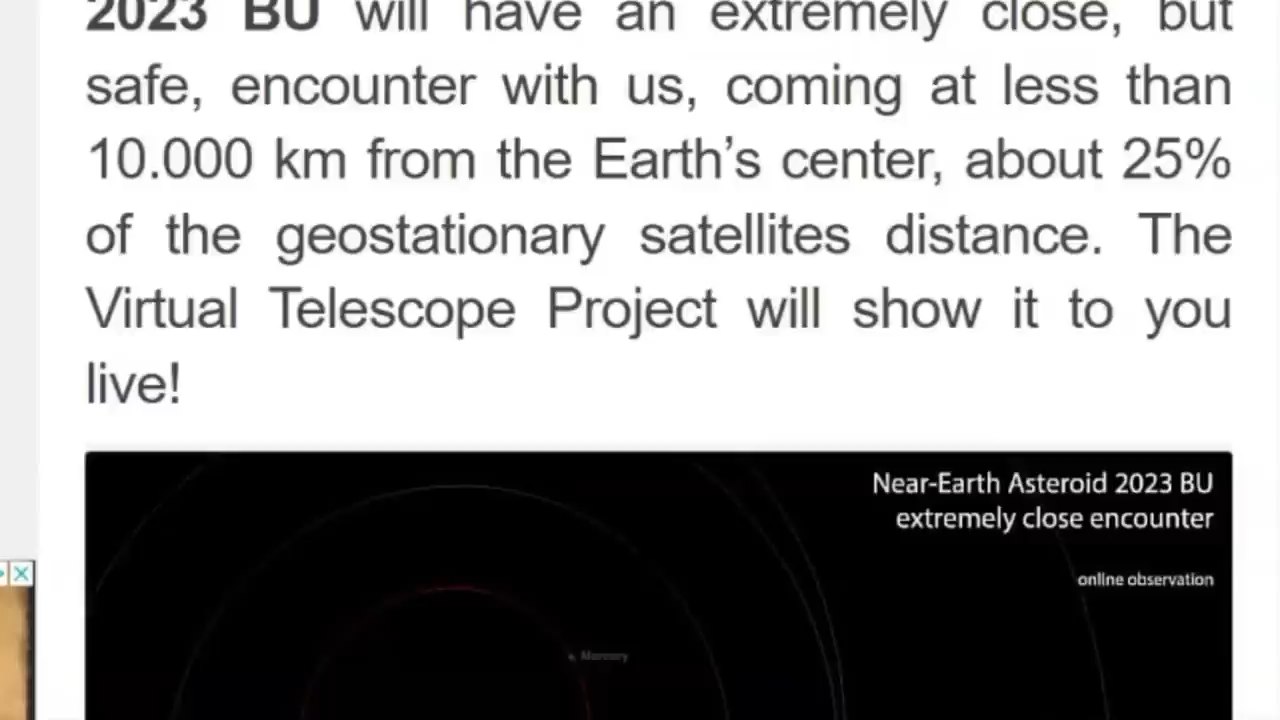 2023 BU will have an extremely close, but
safe, encounter with us, coming at less than
10.000 km from the Earth’s center, about 25%
of the geostationary satellites distance. The
Virtual Telescope Project will show it to you
live!
Near-Earth Asteroid 2023 BU
extremely close encounter
online observation
Mercury